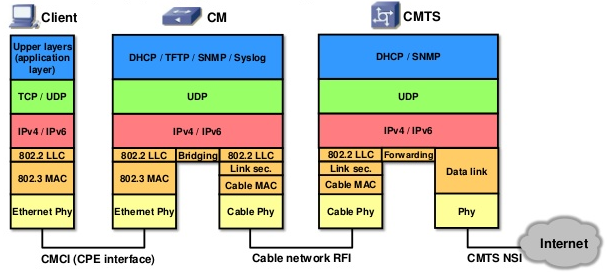 Client
CM
CMTS
Upper layers
(application
layer)
DHCP / TFTP / SNMP / Syslog
DHCP / SNMP
TCP / UDP
UDP
UDP
IPv4 / IPv6
IPv4 / IPv6
IPv4 / IPv6
802.2 LLC
802.2 LLC
Bridging
802.2 LLC
802.2 LLC
Forwarding
802.3 MAC
802.3 MAC
Link sec.
Cable MAC
Link sec.
Cable MAC
Data link
Ethernet Phy
Ethernet Phy
Cable Phy
Cable Phy
Phy
Internet
CMCI (CPE interface)
Cable network RFI
CMTS NSI